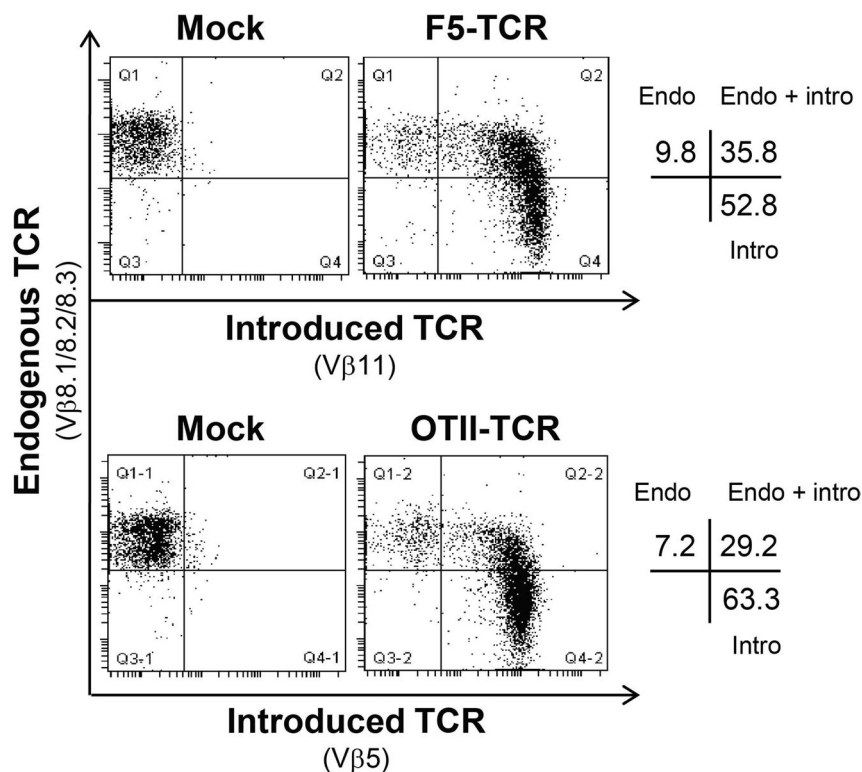 Mock
F5-TCR
Q1
Q2
Q1
Q2
Q3
Q4
Q3
Q4
Endo
Endo + intro
9.8
35.8
52.8
Intro
Endogenous TCR
(Vβ8.1/8.2/8.3)
Introduced TCR
(Vβ11)
Mock
OTII-TCR
Q1-1
Q2-1
Q1-2
Q2-2
Q3-1
Q4-1
Q3-2
Q4-2
Endo
Endo + intro
7.2
29.2
63.3
Intro
Introduced TCR
(Vβ5)